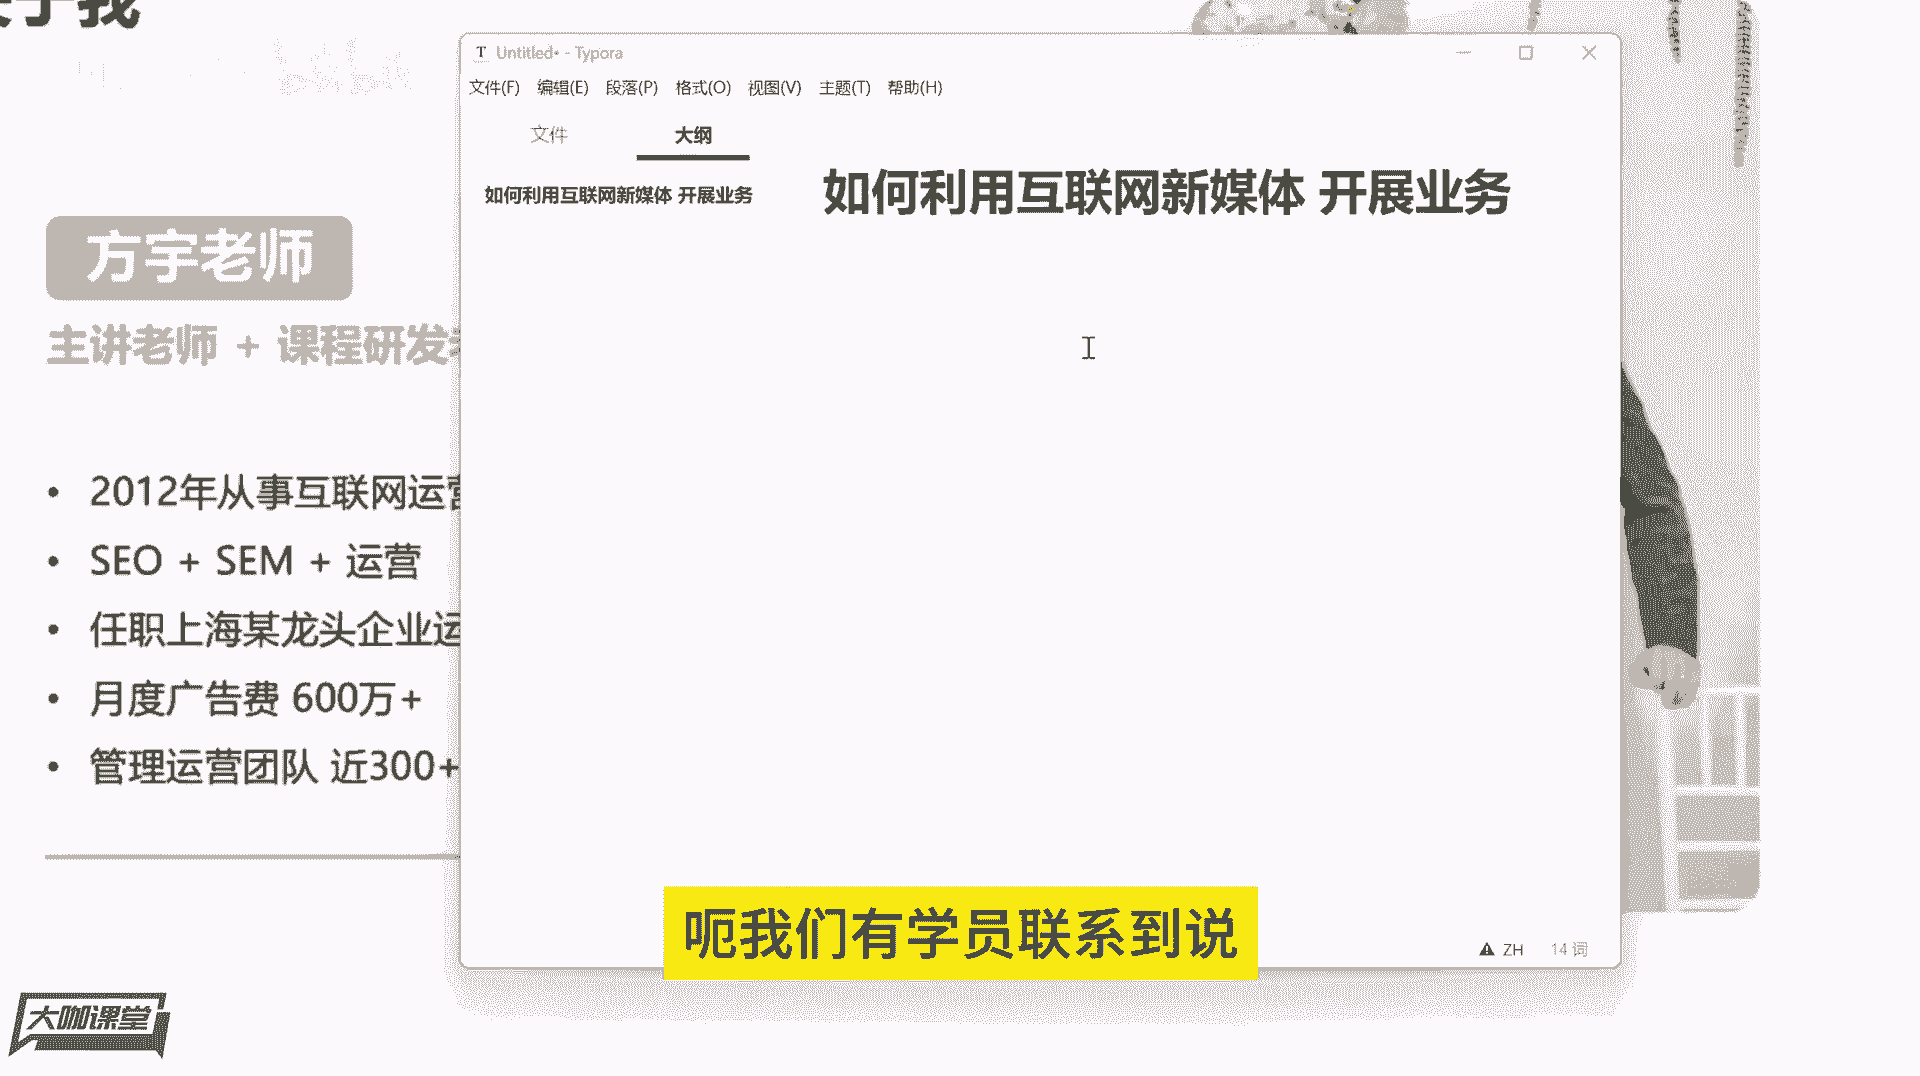 于我
T Untitled• - Typora
文件(F) 编辑(E) 段落(P) 格式(O) 视图(V) 主题(T) 帮助(H)
文件 大纲
如何利用互联网新媒体 开展业务
如何利用互联网新媒体 开展业务
方宇老师
主讲老师 + 课程研发
• 2012年从事互联网运营
• SEO + SEM + 运营
• 任职上海某龙头企业运
• 月度广告费 600万+
• 管理运营团队 近300+
呃我们有学员联系到说
ZH 14 词
大咖课堂